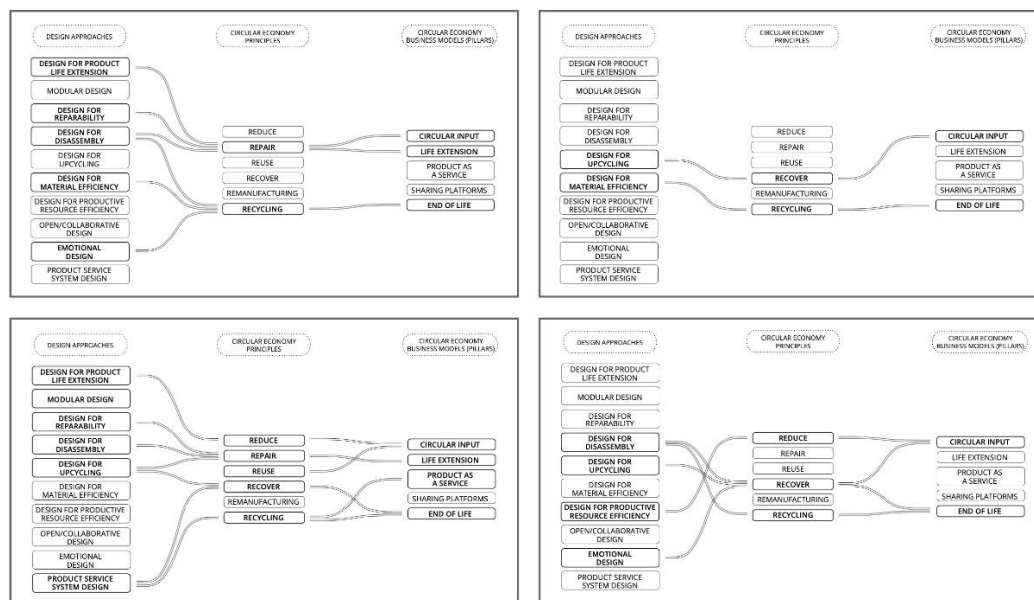 DESIGN APPROACHES
CIRCULAR ECONOMY
PRINCIPLES
CIRCULAR ECONOMY
BUSINESS MODELS (PILLARS)
DESIGN FOR PRODUCT
LIFE EXTENSION
MODULAR DESIGN
DESIGN FOR
REPARABILITY
DESIGN FOR
DISASSEMBLY
DESIGN FOR
UPCYCLING
DESIGN FOR
MATERIAL EFFICIENCY
DESIGN FOR PRODUCTIVE
RESOURCE EFFICIENCY
OPEN/COLLABORATIVE
DESIGN
EMOTIONAL
DESIGN
PRODUCT SERVICE
SYSTEM DESIGN
REDUCE
REPAIR
REUSE
RECOVER
REMANUFACTURING
RECYCLING
CIRCULAR INPUT
LIFE EXTENSION
PRODUCT AS
A SERVICE
SHARING PLATFORMS
END OF LIFE
DESIGN APPROACHES
CIRCULAR ECONOMY
PRINCIPLES
CIRCULAR ECONOMY
BUSINESS MODELS (PILLARS)
DESIGN FOR PRODUCT
LIFE EXTENSION
MODULAR DESIGN
DESIGN FOR
REPARABILITY
DESIGN FOR
DISASSEMBLY
DESIGN FOR
UPCYCLING
DESIGN FOR
MATERIAL EFFICIENCY
DESIGN FOR PRODUCTIVE
RESOURCE EFFICIENCY
OPEN/COLLABORATIVE
DESIGN
EMOTIONAL
DESIGN
PRODUCT SERVICE
SYSTEM DESIGN
REDUCE
REPAIR
REUSE
RECOVER
REMANUFACTURING
RECYCLING
CIRCULAR INPUT
LIFE EXTENSION
PRODUCT AS
A SERVICE
SHARING PLATFORMS
END OF LIFE
DESIGN APPROACHES
CIRCULAR ECONOMY
PRINCIPLES
CIRCULAR ECONOMY
BUSINESS MODELS (PILLARS)
DESIGN FOR PRODUCT
LIFE EXTENSION
MODULAR DESIGN
DESIGN FOR
REPARABILITY
DESIGN FOR
DISASSEMBLY
DESIGN FOR
UPCYCLING
DESIGN FOR
MATERIAL EFFICIENCY
DESIGN FOR PRODUCTIVE
RESOURCE EFFICIENCY
OPEN/COLLABORATIVE
DESIGN
EMOTIONAL
DESIGN
PRODUCT SERVICE
SYSTEM DESIGN
REDUCE
REPAIR
REUSE
RECOVER
REMANUFACTURING
RECYCLING
CIRCULAR INPUT
LIFE EXTENSION
PRODUCT AS
A SERVICE
SHARING PLATFORMS
END OF LIFE
DESIGN APPROACHES
CIRCULAR ECONOMY
PRINCIPLES
CIRCULAR ECONOMY
BUSINESS MODELS (PILLARS)
DESIGN FOR PRODUCT
LIFE EXTENSION
MODULAR DESIGN
DESIGN FOR
REPARABILITY
DESIGN FOR
DISASSEMBLY
DESIGN FOR
UPCYCLING
DESIGN FOR
MATERIAL EFFICIENCY
DESIGN FOR PRODUCTIVE
RESOURCE EFFICIENCY
OPEN/COLLABORATIVE
DESIGN
EMOTIONAL
DESIGN
PRODUCT SERVICE
SYSTEM DESIGN
REDUCE
REPAIR
REUSE
RECOVER
REMANUFACTURING
RECYCLING
CIRCULAR INPUT
LIFE EXTENSION
PRODUCT AS
A SERVICE
SHARING PLATFORMS
END OF LIFE